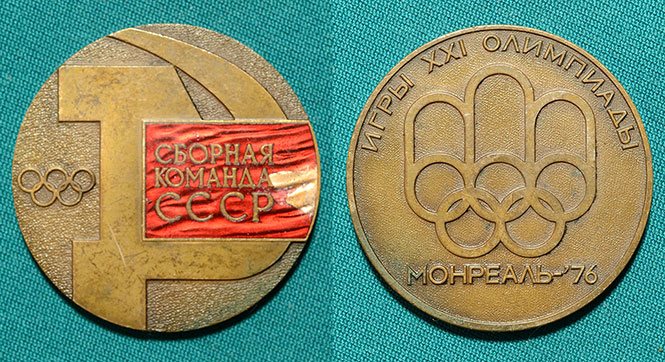 СБОРНАЯ
КОМАНДА
СССР
ИГРЫ XXI ОЛИМПИАДЫ
МОНРЕАЛЬ-'76